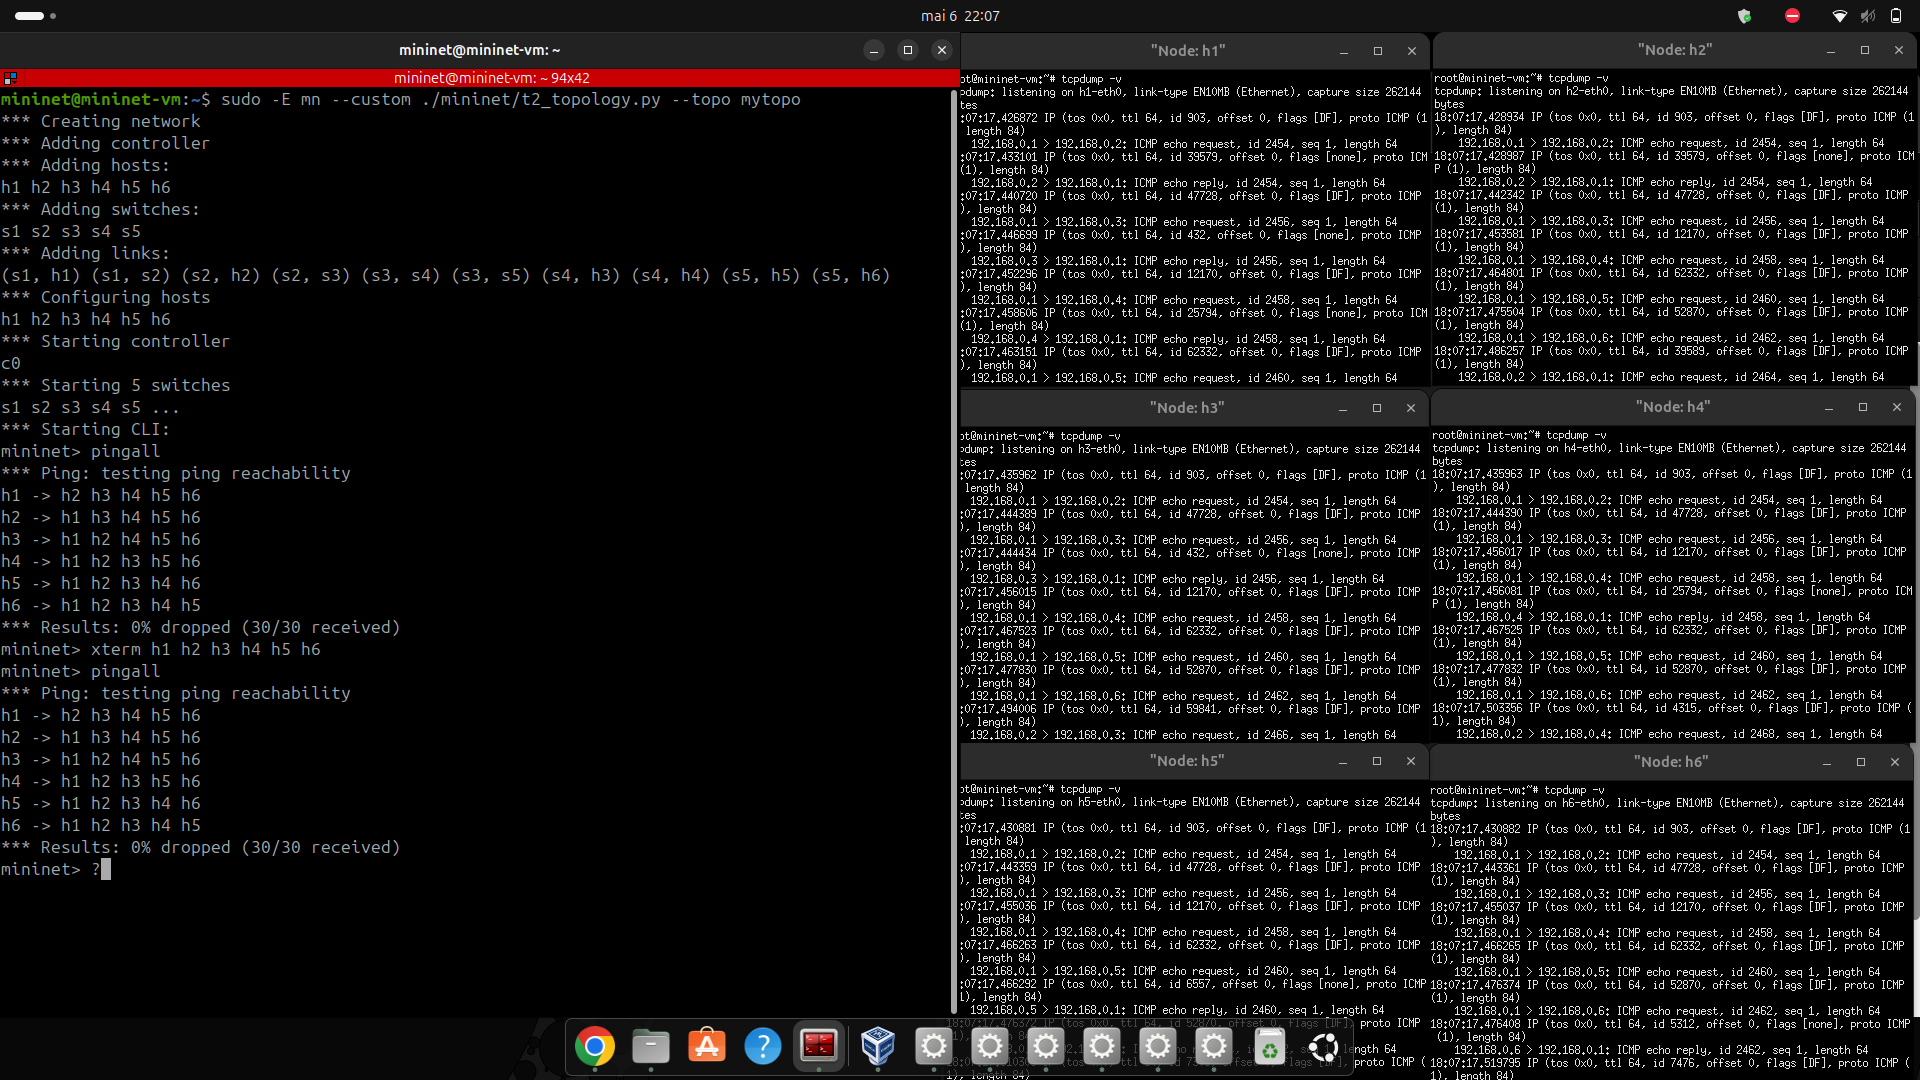 mai 6 22:07
mininet@mininet-vm: ~
mininet@mininet-vm: ~ 94x42
mininet@mininet-vm:~$ sudo -E mn --custom ./mininet/t2_topology.py --topo mytopo
*** Creating network
*** Adding controller
*** Adding hosts:
h1 h2 h3 h4 h5 h6
*** Adding switches:
s1 s2 s3 s4 s5
*** Adding links:
(s1, h1) (s1, s2) (s2, h2) (s2, s3) (s3, s4) (s3, s5) (s4, h3) (s4, h4) (s5, h5) (s5, h6)
*** Configuring hosts
h1 h2 h3 h4 h5 h6
*** Starting controller
c0
*** Starting 5 switches
s1 s2 s3 s4 s5 ...
*** Starting CLI:
mininet> pingall
*** Ping: testing ping reachability
h1 -> h2 h3 h4 h5 h6
h2 -> h1 h3 h4 h5 h6
h3 -> h1 h2 h4 h5 h6
h4 -> h1 h2 h3 h5 h6
h5 -> h1 h2 h3 h4 h6
h6 -> h1 h2 h3 h4 h5
*** Results: 0% dropped (30/30 received)
mininet> xterm h1 h2 h3 h4 h5 h6
mininet> pingall
*** Ping: testing ping reachability
h1 -> h2 h3 h4 h5 h6
h2 -> h1 h3 h4 h5 h6
h3 -> h1 h2 h4 h5 h6
h4 -> h1 h2 h3 h5 h6
h5 -> h1 h2 h3 h4 h6
h6 -> h1 h2 h3 h4 h5
*** Results: 0% dropped (30/30 received)
mininet> ?
"Node: h1"
ot@mininet-vm:~# tcpdump -v
pdump: listening on h1-eth0, link-type EN10MB (Ethernet), capture size 262144
tes
:07:17.426872 IP (tos 0x0, ttl 64, id 903, offset 0, flags [DF], proto ICMP (1
, length 84)
192.168.0.1 > 192.168.0.2: ICMP echo request, id 2454, seq 1, length 64
:07:17.433101 IP (tos 0x0, ttl 64, id 39579, offset 0, flags [none], proto ICM
(1), length 84)
192.168.0.2 > 192.168.0.1: ICMP echo reply, id 2454, seq 1, length 64
:07:17.440720 IP (tos 0x0, ttl 64, id 47728, offset 0, flags [DF], proto ICMP
), length 84)
192.168.0.1 > 192.168.0.3: ICMP echo request, id 2456, seq 1, length 64
:07:17.446699 IP (tos 0x0, ttl 64, id 432, offset 0, flags [none], proto ICMP
), length 84)
192.168.0.3 > 192.168.0.1: ICMP echo reply, id 2456, seq 1, length 64
:07:17.452296 IP (tos 0x0, ttl 64, id 12170, offset 0, flags [DF], proto ICMP
), length 84)
192.168.0.1 > 192.168.0.4: ICMP echo request, id 2458, seq 1, length 64
:07:17.458606 IP (tos 0x0, ttl 64, id 25794, offset 0, flags [none], proto ICM
(1), length 84)
192.168.0.4 > 192.168.0.1: ICMP echo reply, id 2458, seq 1, length 64
:07:17.463151 IP (tos 0x0, ttl 64, id 62332, offset 0, flags [DF], proto ICMP
), length 84)
192.168.0.1 > 192.168.0.5: ICMP echo request, id 2460, seq 1, length 64
"Node: h2"
root@mininet-vm:~# tcpdump -v
tcpdump: listening on h2-eth0, link-type EN10MB (Ethernet), capture size 262144
bytes
18:07:17.428934 IP (tos 0x0, ttl 64, id 903, offset 0, flags [DF], proto ICMP (1
), length 84)
192.168.0.1 > 192.168.0.2: ICMP echo request, id 2454, seq 1, length 64
18:07:17.428987 IP (tos 0x0, ttl 64, id 39579, offset 0, flags [none], proto ICM
P (1), length 84)
192.168.0.2 > 192.168.0.1: ICMP echo reply, id 2454, seq 1, length 64
18:07:17.442342 IP (tos 0x0, ttl 64, id 47728, offset 0, flags [DF], proto ICMP
(1), length 84)
192.168.0.1 > 192.168.0.3: ICMP echo request, id 2456, seq 1, length 64
18:07:17.453581 IP (tos 0x0, ttl 64, id 12170, offset 0, flags [DF], proto ICMP
(1), length 84)
192.168.0.1 > 192.168.0.4: ICMP echo request, id 2458, seq 1, length 64
18:07:17.464801 IP (tos 0x0, ttl 64, id 62332, offset 0, flags [DF], proto ICMP
(1), length 84)
192.168.0.1 > 192.168.0.5: ICMP echo request, id 2460, seq 1, length 64
18:07:17.475504 IP (tos 0x0, ttl 64, id 52870, offset 0, flags [DF], proto ICMP
(1), length 84)
192.168.0.1 > 192.168.0.6: ICMP echo request, id 2462, seq 1, length 64
18:07:17.486257 IP (tos 0x0, ttl 64, id 39589, offset 0, flags [DF], proto ICMP
(1), length 84)
192.168.0.2 > 192.168.0.1: ICMP echo request, id 2464, seq 1, length 64
"Node: h3"
ot@mininet-vm:~# tcpdump -v
pdump: listening on h3-eth0, link-type EN10MB (Ethernet), capture size 262144
tes
:07:17.435962 IP (tos 0x0, ttl 64, id 903, offset 0, flags [DF], proto ICMP (1
, length 84)
192.168.0.1 > 192.168.0.2: ICMP echo request, id 2454, seq 1, length 64
:07:17.444389 IP (tos 0x0, ttl 64, id 47728, offset 0, flags [DF], proto ICMP
), length 84)
192.168.0.1 > 192.168.0.3: ICMP echo request, id 2456, seq 1, length 64
:07:17.444434 IP (tos 0x0, ttl 64, id 432, offset 0, flags [none], proto ICMP
), length 84)
192.168.0.3 > 192.168.0.1: ICMP echo reply, id 2456, seq 1, length 64
:07:17.456015 IP (tos 0x0, ttl 64, id 12170, offset 0, flags [DF], proto ICMP
), length 84)
192.168.0.1 > 192.168.0.4: ICMP echo request, id 2458, seq 1, length 64
:07:17.467523 IP (tos 0x0, ttl 64, id 62332, offset 0, flags [DF], proto ICMP
), length 84)
192.168.0.1 > 192.168.0.5: ICMP echo request, id 2460, seq 1, length 64
:07:17.477830 IP (tos 0x0, ttl 64, id 52870, offset 0, flags [DF], proto ICMP
), length 84)
192.168.0.1 > 192.168.0.6: ICMP echo request, id 2462, seq 1, length 64
:07:17.494006 IP (tos 0x0, ttl 64, id 59841, offset 0, flags [DF], proto ICMP
), length 84)
192.168.0.2 > 192.168.0.3: ICMP echo request, id 2466, seq 1, length 64
"Node: h4"
root@mininet-vm:~# tcpdump -v
tcpdump: listening on h4-eth0, link-type EN10MB (Ethernet), capture size 262144
bytes
18:07:17.435963 IP (tos 0x0, ttl 64, id 903, offset 0, flags [DF], proto ICMP (1
), length 84)
192.168.0.1 > 192.168.0.2: ICMP echo request, id 2454, seq 1, length 64
18:07:17.444390 IP (tos 0x0, ttl 64, id 47728, offset 0, flags [DF], proto ICMP
(1), length 84)
192.168.0.1 > 192.168.0.3: ICMP echo request, id 2456, seq 1, length 64
18:07:17.456017 IP (tos 0x0, ttl 64, id 12170, offset 0, flags [DF], proto ICMP
(1), length 84)
192.168.0.1 > 192.168.0.4: ICMP echo request, id 2458, seq 1, length 64
18:07:17.456081 IP (tos 0x0, ttl 64, id 25794, offset 0, flags [none], proto ICM
P (1), length 84)
192.168.0.4 > 192.168.0.1: ICMP echo reply, id 2458, seq 1, length 64
18:07:17.467525 IP (tos 0x0, ttl 64, id 62332, offset 0, flags [DF], proto ICMP
(1), length 84)
192.168.0.1 > 192.168.0.5: ICMP echo request, id 2460, seq 1, length 64
18:07:17.477832 IP (tos 0x0, ttl 64, id 52870, offset 0, flags [DF], proto ICMP
(1), length 84)
192.168.0.1 > 192.168.0.6: ICMP echo request, id 2462, seq 1, length 64
18:07:17.503356 IP (tos 0x0, ttl 64, id 4315, offset 0, flags [DF], proto ICMP (
1), length 84)
192.168.0.2 > 192.168.0.4: ICMP echo request, id 2468, seq 1, length 64
"Node: h5"
ot@mininet-vm:~# tcpdump -v
pdump: listening on h5-eth0, link-type EN10MB (Ethernet), capture size 262144
tes
:07:17.430881 IP (tos 0x0, ttl 64, id 903, offset 0, flags [DF], proto ICMP (1
, length 84)
192.168.0.1 > 192.168.0.2: ICMP echo request, id 2454, seq 1, length 64
:07:17.443359 IP (tos 0x0, ttl 64, id 47728, offset 0, flags [DF], proto ICMP
), length 84)
192.168.0.1 > 192.168.0.3: ICMP echo request, id 2456, seq 1, length 64
:07:17.455036 IP (tos 0x0, ttl 64, id 12170, offset 0, flags [DF], proto ICMP
), length 84)
192.168.0.1 > 192.168.0.4: ICMP echo request, id 2458, seq 1, length 64
:07:17.466263 IP (tos 0x0, ttl 64, id 62332, offset 0, flags [DF], proto ICMP
), length 84)
192.168.0.1 > 192.168.0.5: ICMP echo request, id 2460, seq 1, length 64
:07:17.466292 IP (tos 0x0, ttl 64, id 6557, offset 0, flags [none], proto ICMP
1), length 84)
192.168.0.5 > 192.168.0.1: ICMP echo reply, id 2460, seq 1, length 64
18:07:17.476372 IP (tos 0x0, ttl 64, id 52870, offset 0, flags [DF], proto ICMP
length 64
proto ICMP (
"Node: h6"
root@mininet-vm:~# tcpdump -v
tcpdump: listening on h6-eth0, link-type EN10MB (Ethernet), capture size 262144
bytes
18:07:17.430882 IP (tos 0x0, ttl 64, id 903, offset 0, flags [DF], proto ICMP (1
), length 84)
192.168.0.1 > 192.168.0.2: ICMP echo request, id 2454, seq 1, length 64
18:07:17.443361 IP (tos 0x0, ttl 64, id 47728, offset 0, flags [DF], proto ICMP
(1), length 84)
192.168.0.1 > 192.168.0.3: ICMP echo request, id 2456, seq 1, length 64
18:07:17.455037 IP (tos 0x0, ttl 64, id 12170, offset 0, flags [DF], proto ICMP
(1), length 84)
192.168.0.1 > 192.168.0.4: ICMP echo request, id 2458, seq 1, length 64
18:07:17.466265 IP (tos 0x0, ttl 64, id 62332, offset 0, flags [DF], proto ICMP
(1), length 84)
192.168.0.1 > 192.168.0.5: ICMP echo request, id 2460, seq 1, length 64
18:07:17.476374 IP (tos 0x0, ttl 64, id 52870, offset 0, flags [DF], proto ICMP
(1), length 84)
192.168.0.1 > 192.168.0.6: ICMP echo request, id 2462, seq 1, length 64
18:07:17.476408 IP (tos 0x0, ttl 64, id 5312, offset 0, flags [none], proto ICMP
(1), length 84)
192.168.0.6 > 192.168.0.1: ICMP echo reply, id 2462, seq 1, length 64
18:07:17.519795 IP (tos 0x0, ttl 64, id 7476, offset 0, flags [DF], proto ICMP (
1), length 84)